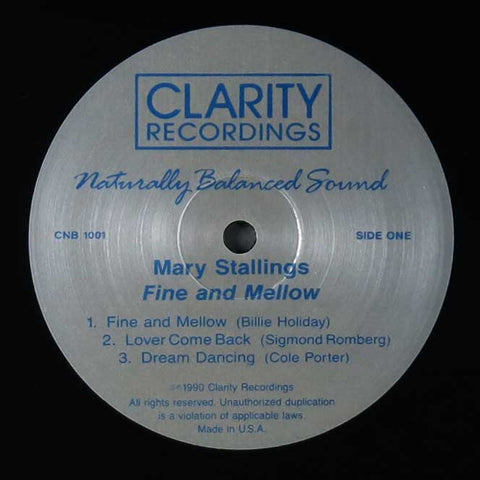 CLARITY
RECORDINGS
Naturally Balanced Sound
CNB 1001
SIDE ONE
Mary Stallings
Fine and Mellow
1. Fine and Mellow (Billie Holiday)
2. Lover Come Back (Sigmond Romberg)
3. Dream Dancing (Cole Porter)
℗©1990 Clarity Recordings
All rights reserved. Unauthorized duplication
is a violation of applicable laws.
Made in U.S.A.